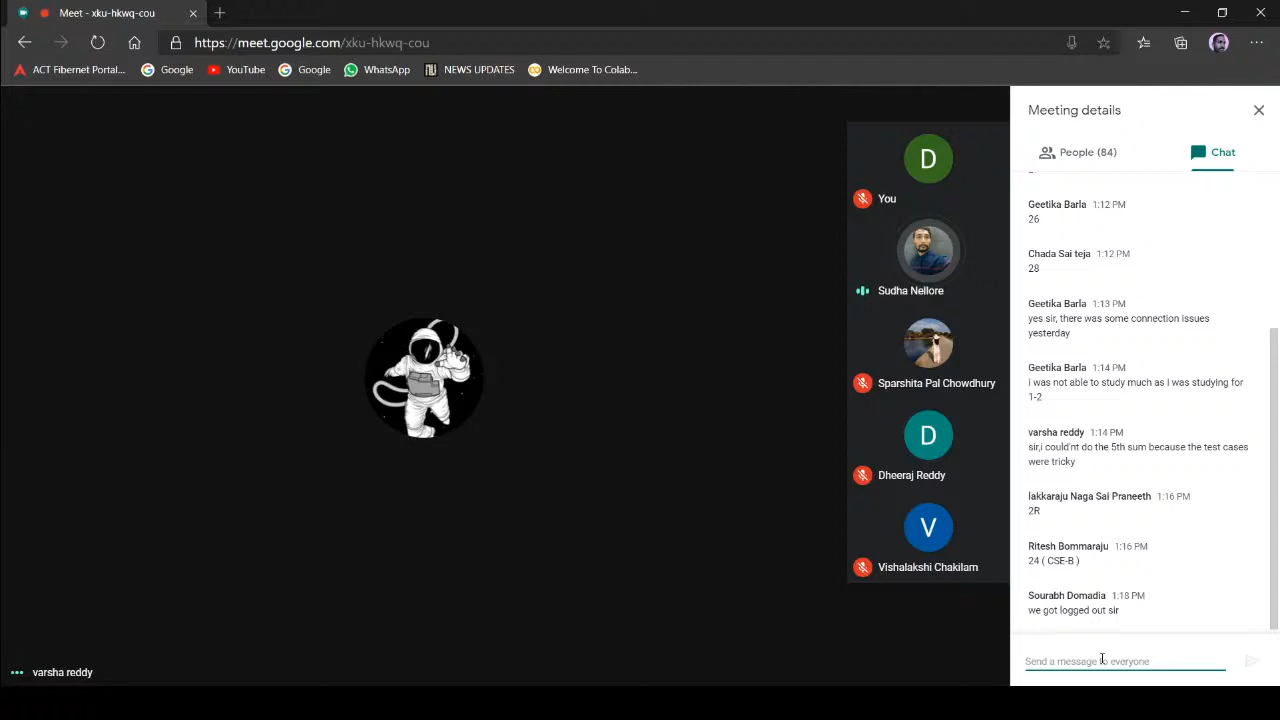 Meet - xku-hkwq-cou
https://meet.google.com/xku-hkwq-cou
ACT Fibernet Portal...
Google
YouTube
Google
WhatsApp
NEWS UPDATES
Welcome To Colab...
D
You
Sudha Nellore
Sparshita Pal Chowdhury
D
Dheeraj Reddy
V
Vishalakshi Chakilam
varsha reddy
Meeting details
People (84)
Chat
Geetika Barla 1:12 PM
26
Chada Sai teja 1:12 PM
28
Geetika Barla 1:13 PM
yes sir, there was some connection issues
yesterday
Geetika Barla 1:14 PM
i was not able to study much as i was studying for
1-2
varsha reddy 1:14 PM
sir,i could'nt do the 5th sum because the test cases
were tricky
lakkaraju Naga Sai Praneeth 1:16 PM
2R
Ritesh Bommaraju 1:16 PM
24 ( CSE-B )
Sourabh Domadia 1:18 PM
we got logged out sir
Send a message to everyone